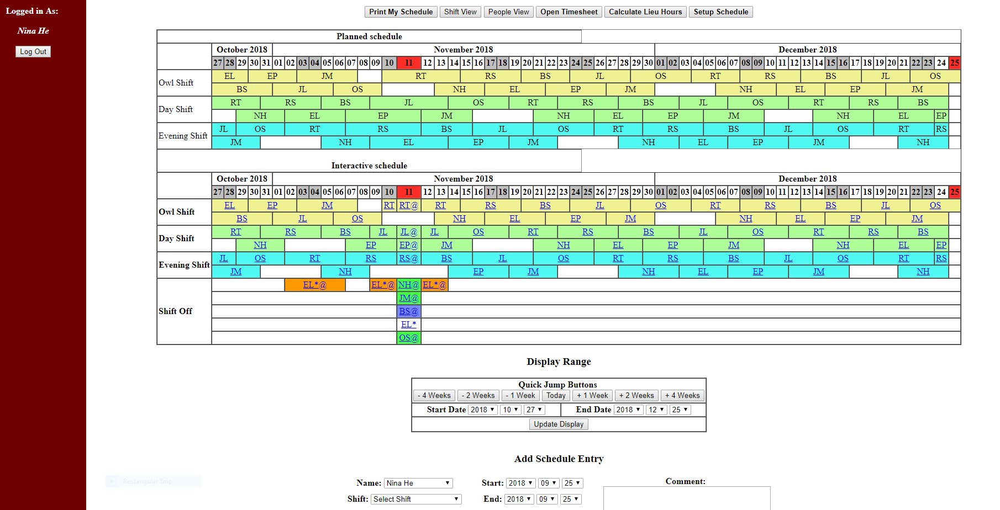 Logged in As:
Nina He
Log Out
Print My Schedule Shift View People View Open Timesheet Calculate Lieu Hours Setup Schedule
Planned schedule
October 2018 November 2018 December 2018
27 28 29 30 31 01 02 03 04 05 06 07 08 09 10 11 12 13 14 15 16 17 18 19 20 21 22 23 24 25 26 27 28 29 30 01 02 03 04 05 06 07 08 09 10 11 12 13 14 15 16 17 18 19 20 21 22 23 24 25
Owl Shift
EL EP JM RT RS BS JL OS RT RS BS JL OS
BS JL OS NH EL EP JM NH EL EP JM
Day Shift
RT RS BS JL OS RT RS BS JL OS RT RS BS
NH EL EP JM NH EL EP JM NH EL EP
Evening Shift
JL OS RT RS BS JL OS RT RS BS JL OS RT RS
JM NH EL EP JM NH EL EP JM NH
Interactive schedule
October 2018 November 2018 December 2018
27 28 29 30 31 01 02 03 04 05 06 07 08 09 10 11 12 13 14 15 16 17 18 19 20 21 22 23 24 25 26 27 28 29 30 01 02 03 04 05 06 07 08 09 10 11 12 13 14 15 16 17 18 19 20 21 22 23 24 25
Owl Shift
EL EP JM RT RT@ RT RS BS JL OS RT RS BS JL OS
BS JL OS NH EL EP JM NH EL EP JM
Day Shift
RT RS BS JL JL@ JL OS RT RS BS JL OS RT RS BS
NH EP EP@ JM NH EL EP JM NH EL EP
Evening Shift
JL OS RT RS RS@ BS JL OS RT RS BS JL OS RT RS
JM NH EP JM NH EL EP JM NH
Shift Off
EL*@ EL*@ NH@ EL*@
JM@
BS@
EL*
OS@
Display Range
Quick Jump Buttons
- 4 Weeks - 2 Weeks - 1 Week Today + 1 Week + 2 Weeks + 4 Weeks
Start Date 2018 10 27 End Date 2018 12 25
Update Display
Add Schedule Entry
Name: Nina He Start: 2018 09 25 Comment:
Shift: Select Shift End: 2018 09 25
Rectangular Snip